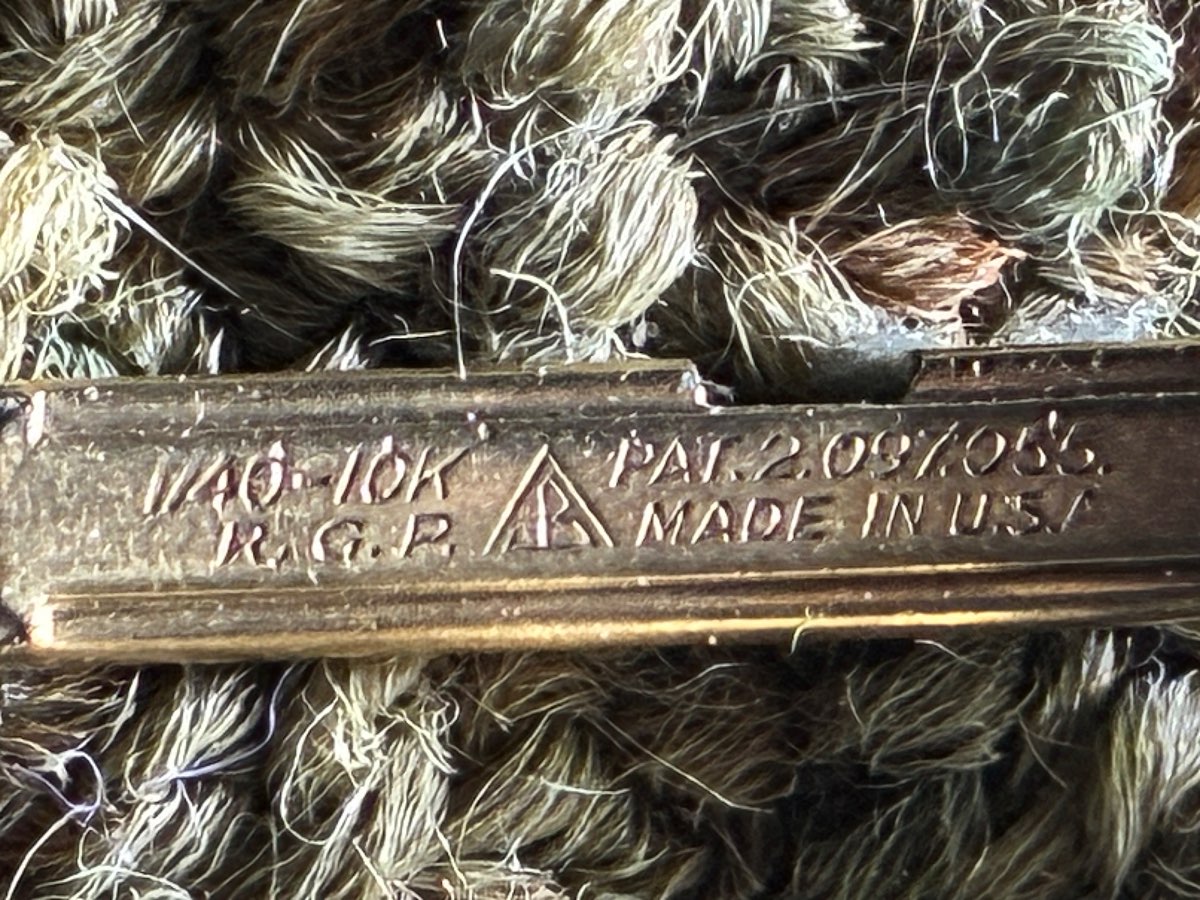 1/40-10K PAT. 2.097.055.
R.G.P. MADE IN U.S.A